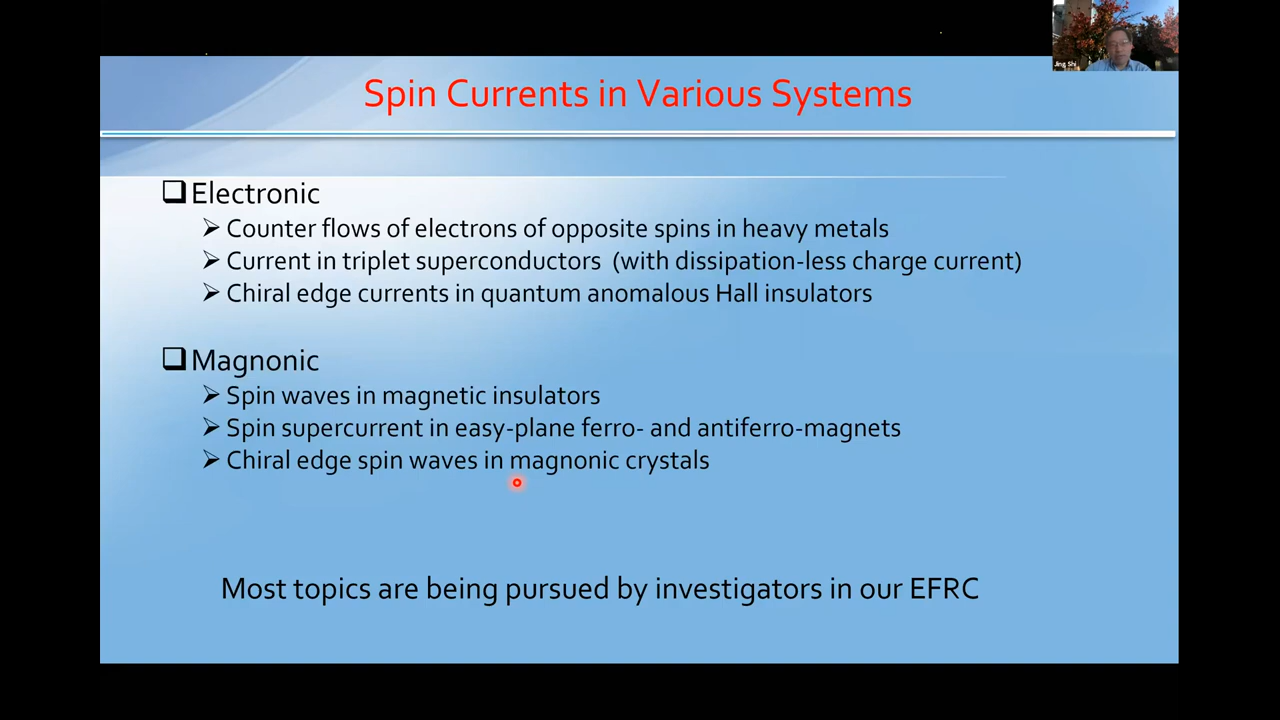 Jing Shi
Spin Currents in Various Systems
Electronic
Counter flows of electrons of opposite spins in heavy metals
Current in triplet superconductors (with dissipation-less charge current)
Chiral edge currents in quantum anomalous Hall insulators
Magnonic
Spin waves in magnetic insulators
Spin supercurrent in easy-plane ferro- and antiferro-magnets
Chiral edge spin waves in magnonic crystals
Most topics are being pursued by investigators in our EFRC